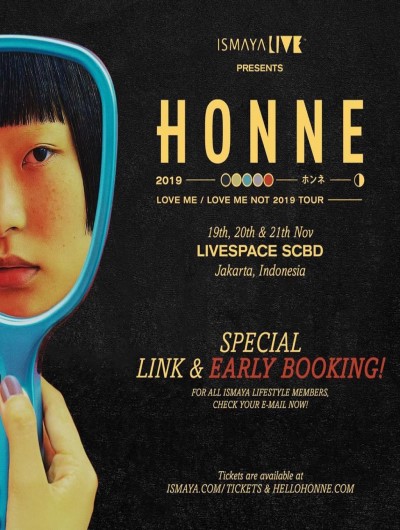 ISMAYA LIVE™
PRESENTS
HONNE
2019 ホンネ
LOVE ME / LOVE ME NOT 2019 TOUR
19th, 20th & 21th Nov
LIVESPACE SCBD
Jakarta, Indonesia
SPECIAL
LINK & EARLY BOOKING!
FOR ALL ISMAYA LIFESTYLE MEMBERS,
CHECK YOUR E-MAIL NOW!
Tickets are available at
ISMAYA.COM/TICKETS & HELLOHONNE.COM